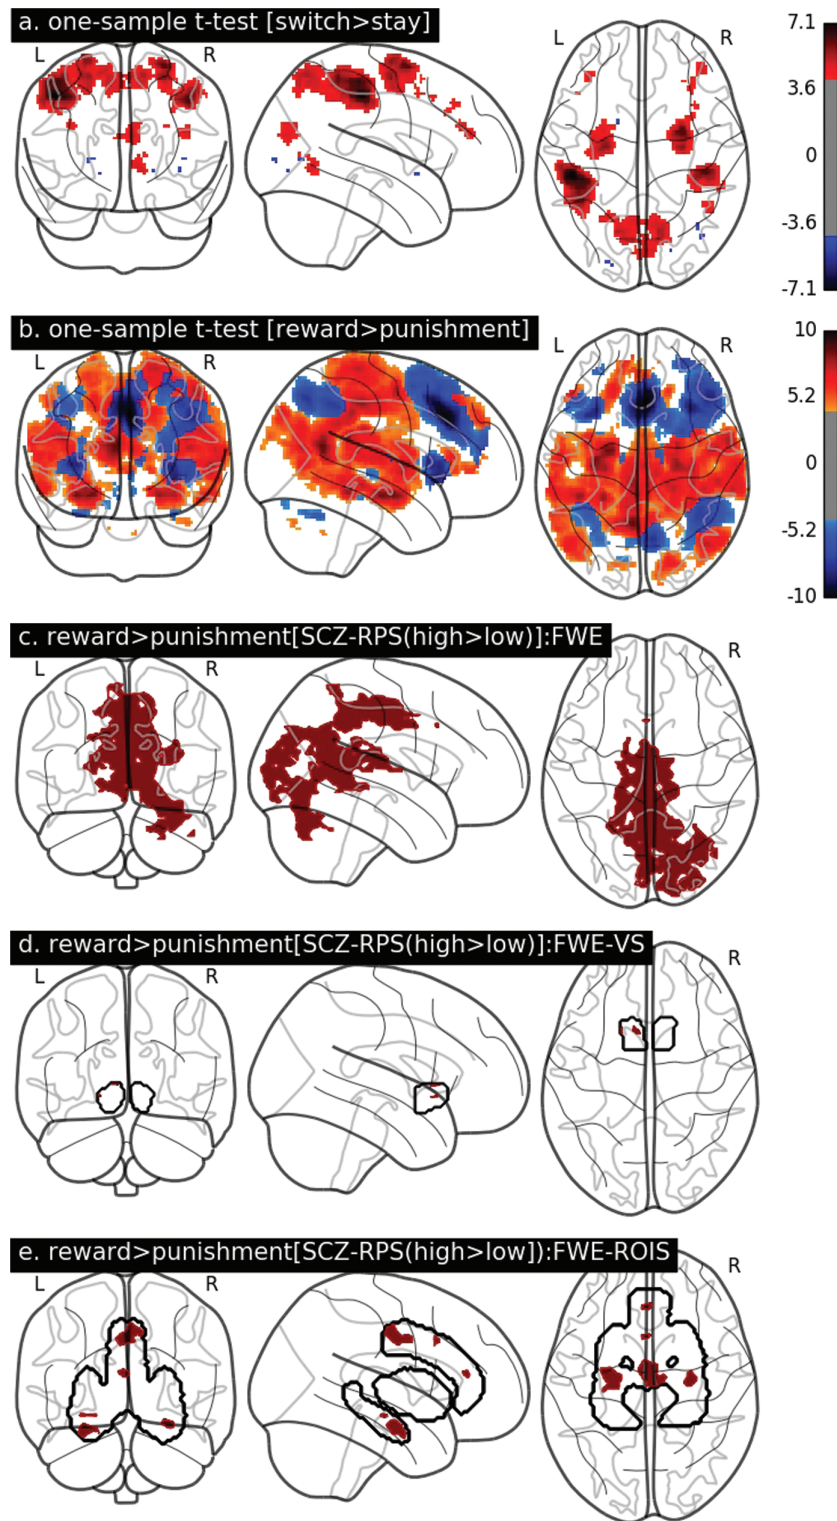 a. one-sample t-test [switch>stay]
L R L R
7.1
3.6
0
-3.6
-7.1
b. one-sample t-test [reward>punishment]
L R L R
10
5.2
0
-5.2
-10
c. reward>punishment[SCZ-RPS(high>low)]:FWE
L R R
d. reward>punishment[SCZ-RPS(high>low)]:FWE-VS
L R R
e. reward>punishment[SCZ-RPS(high>low]):FWE-ROIS
L R R